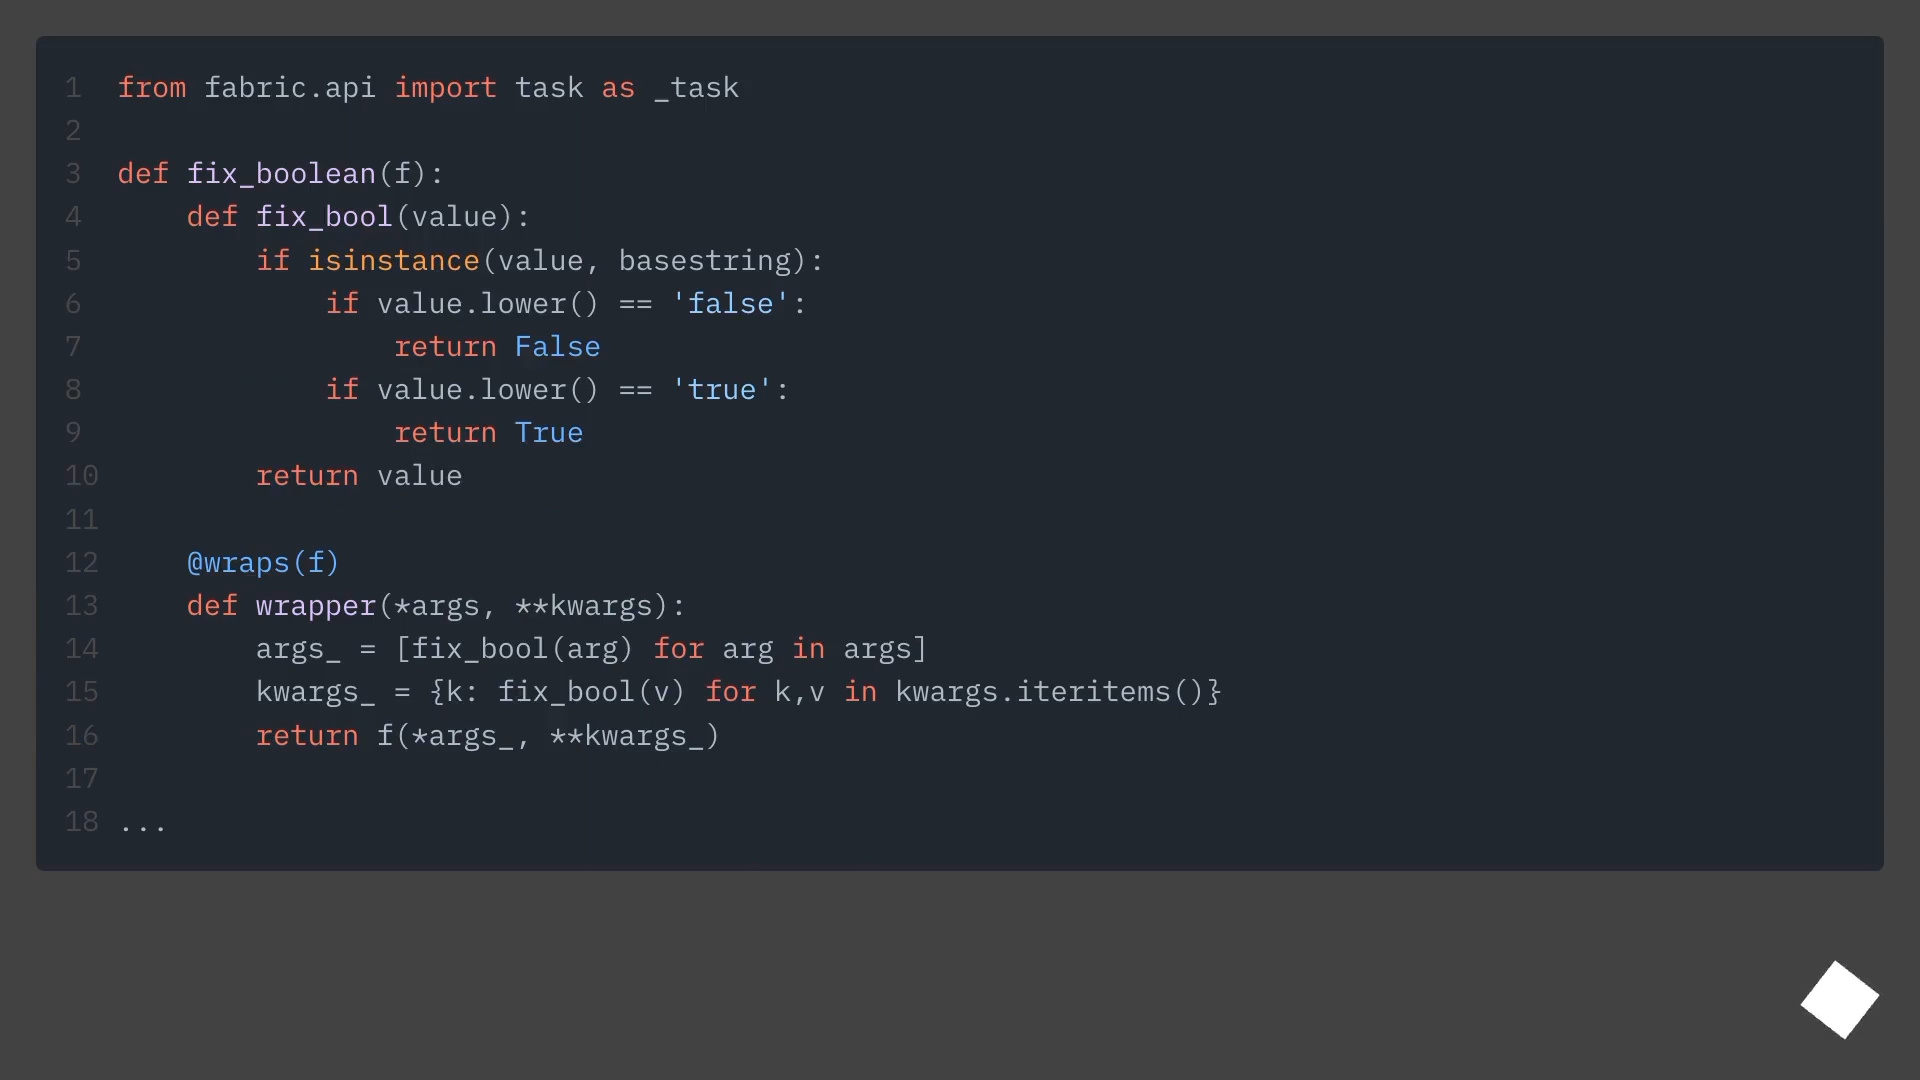 1 from fabric.api import task as _task
2
3 def fix_boolean(f):
4     def fix_bool(value):
5         if isinstance(value, basestring):
6             if value.lower() == 'false':
7                 return False
8             if value.lower() == 'true':
9                 return True
10         return value
11
12     @wraps(f)
13     def wrapper(*args, **kwargs):
14         args_ = [fix_bool(arg) for arg in args]
15         kwargs_ = {k: fix_bool(v) for k,v in kwargs.iteritems()}
16         return f(*args_, **kwargs_)
17
18 ...